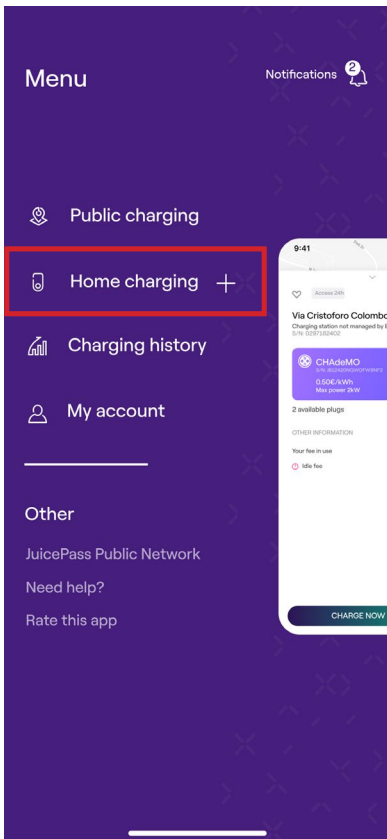 Menu
Notifications 2
Public charging
Home charging +
Charging history
My account
Other
JuicePass Public Network
Need help?
Rate this app
9:41
Access 24h
Via Cristoforo Colombo
Charging station not managed by E
S/N: 0297182402
CHAdeMO
0.50€/kWh
Max power 2kW
2 available plugs
OTHER INFORMATION
Your fee in use
Idle fee
CHARGE NOW